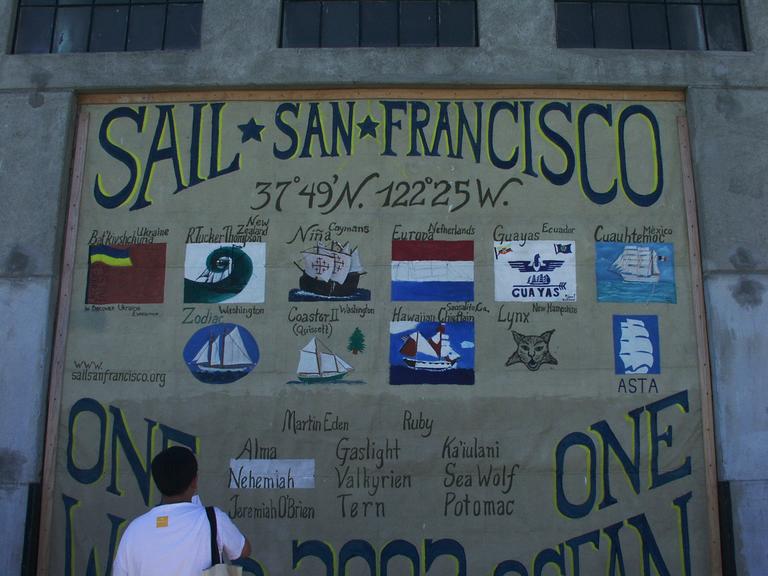 SAIL ★ SAN ★ FRANCISCO
37°49'N. 122°25W.
Bat'kivshchyna Ukraine
R Tucker Thompson New Zealand
Niña Caymans
Europa Netherlands
Guayas Ecuador
Cuauhtemoc México
GUAYAS
Zodiac Washington
Coaster II Washington
(Quissett)
Hawaiian Chieftain Sausalito, Ca.
Lynx New Hampshire
ASTA
www.
sailsanfrancisco.org
Martin Eden Ruby
Alma Gaslight Ka'iulani
Nehemiah Valkyrien Sea Wolf
Jeremiah O'Brien Tern Potomac
ONE ONE
2002 OCEAN